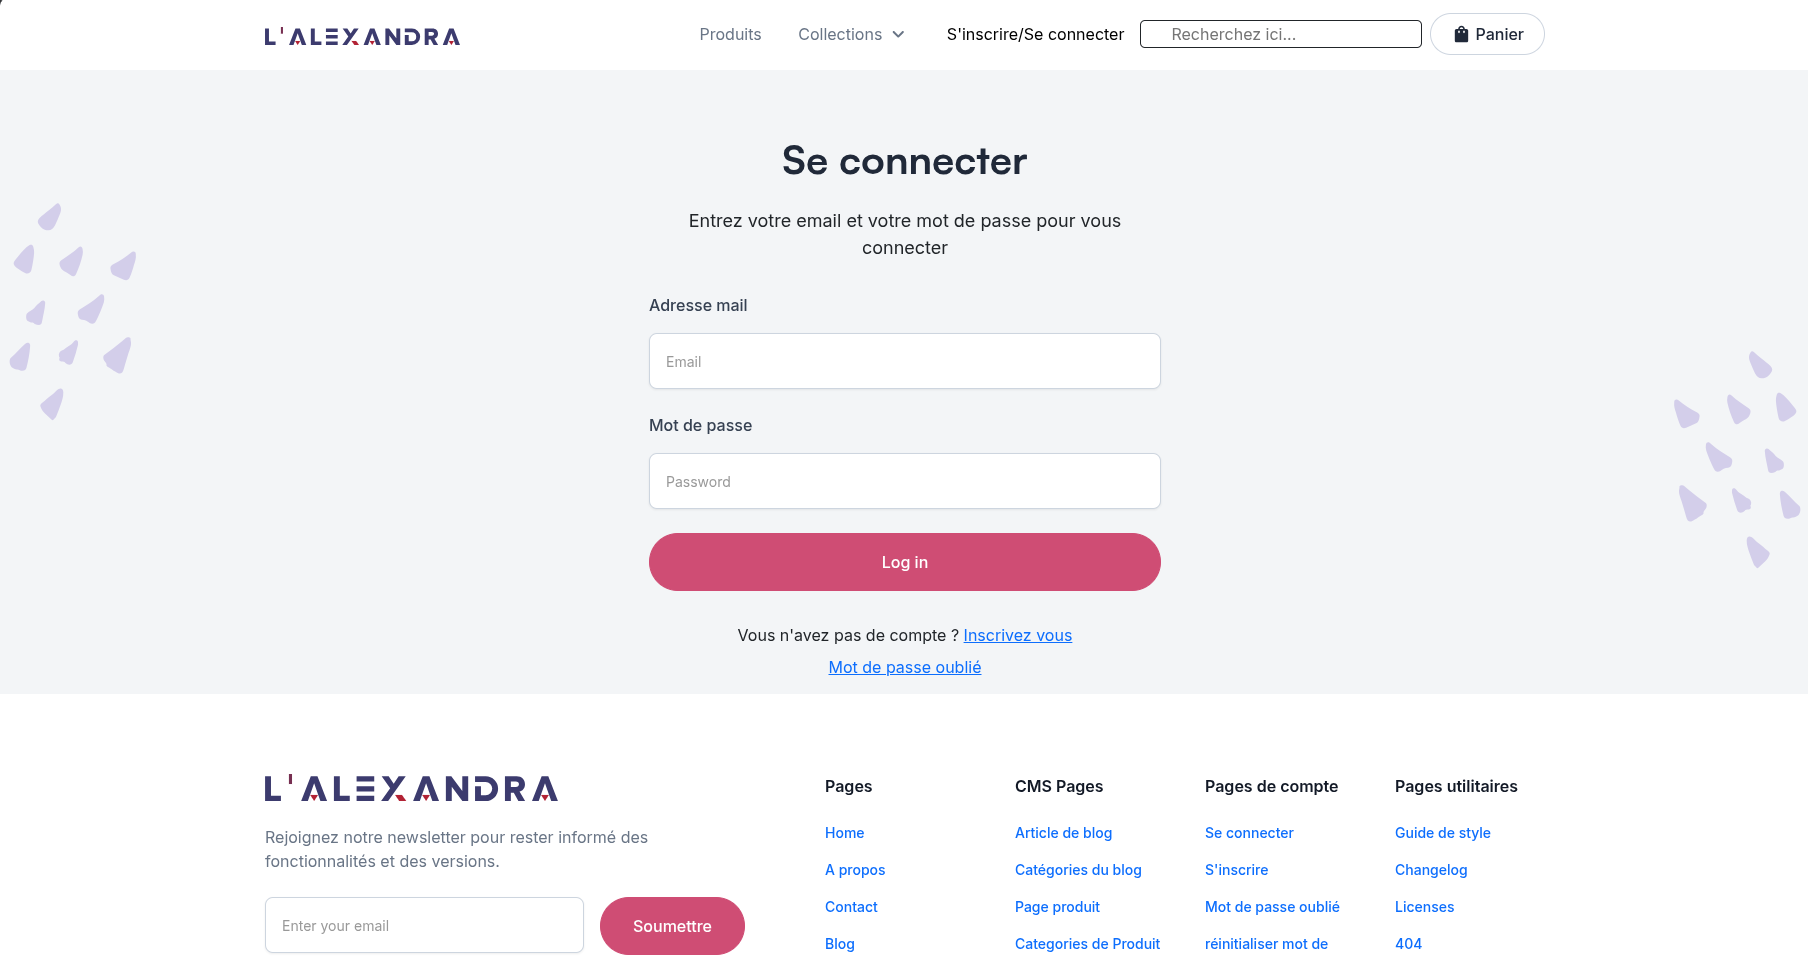 L'ALEXANDRA
Produits
Collections
S'inscrire/Se connecter
Recherchez ici...
Panier
Se connecter
Entrez votre email et votre mot de passe pour vous
connecter
Adresse mail
Email
Mot de passe
Password
Log in
Vous n'avez pas de compte ? Inscrivez vous
Mot de passe oublié
L'ALEXANDRA
Rejoignez notre newsletter pour rester informé des
fonctionnalités et des versions.
Enter your email
Soumettre
Pages
Home
A propos
Contact
Blog
CMS Pages
Article de blog
Catégories du blog
Page produit
Categories de Produit
Pages de compte
Se connecter
S'inscrire
Mot de passe oublié
réinitialiser mot de
Pages utilitaires
Guide de style
Changelog
Licenses
404